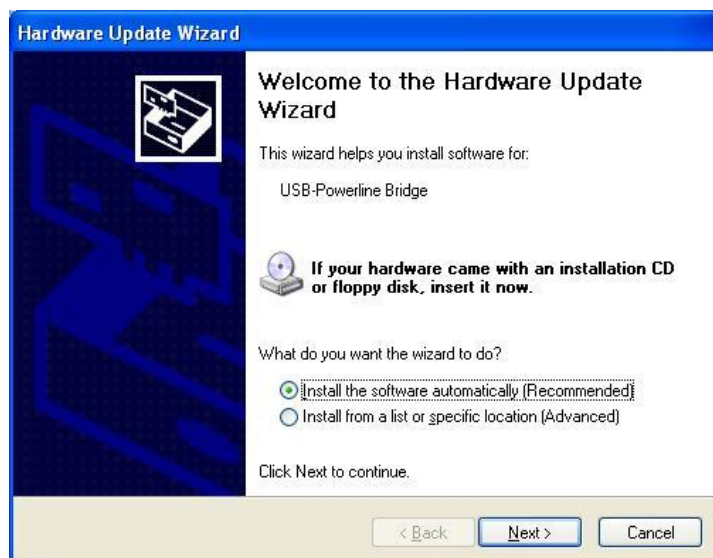 Hardware Update Wizard
Welcome to the Hardware Update
Wizard
This wizard helps you install software for:
USB-Powerline Bridge
If your hardware came with an installation CD
or floppy disk, insert it now.
What do you want the wizard to do?
Install the software automatically (Recommended)
Install from a list or specific location (Advanced)
Click Next to continue.
< Back Next > Cancel